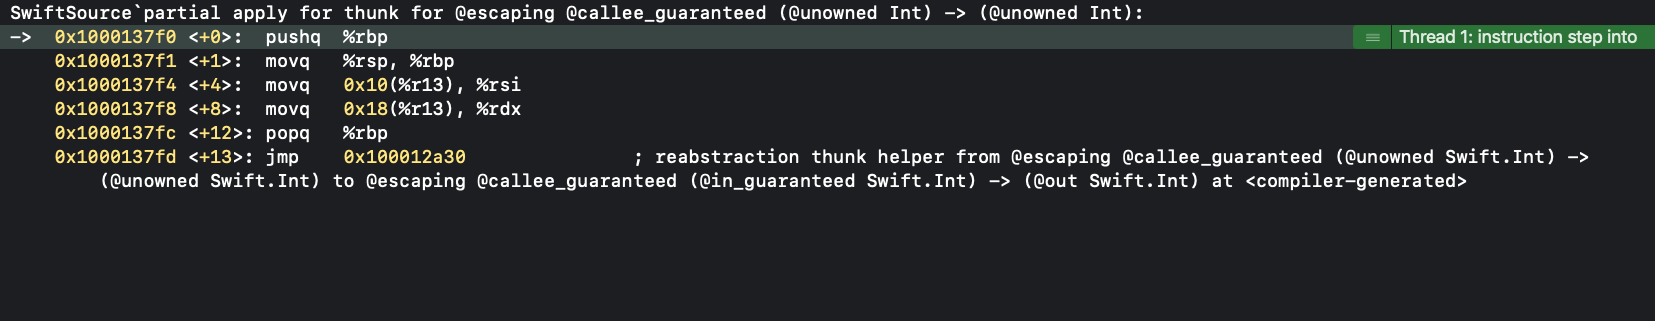 SwiftSource`partial apply for thunk for @escaping @callee_guaranteed (@unowned Int) -> (@unowned Int):
-> 0x1000137f0 <+0>: pushq %rbp
Thread 1: instruction step into
0x1000137f1 <+1>: movq %rsp, %rbp
0x1000137f4 <+4>: movq 0x10(%r13), %rsi
0x1000137f8 <+8>: movq 0x18(%r13), %rdx
0x1000137fc <+12>: popq %rbp
0x1000137fd <+13>: jmp 0x100012a30 ; reabstraction thunk helper from @escaping @callee_guaranteed (@unowned Swift.Int) ->
(@unowned Swift.Int) to @escaping @callee_guaranteed (@in_guaranteed Swift.Int) -> (@out Swift.Int) at <compiler-generated>